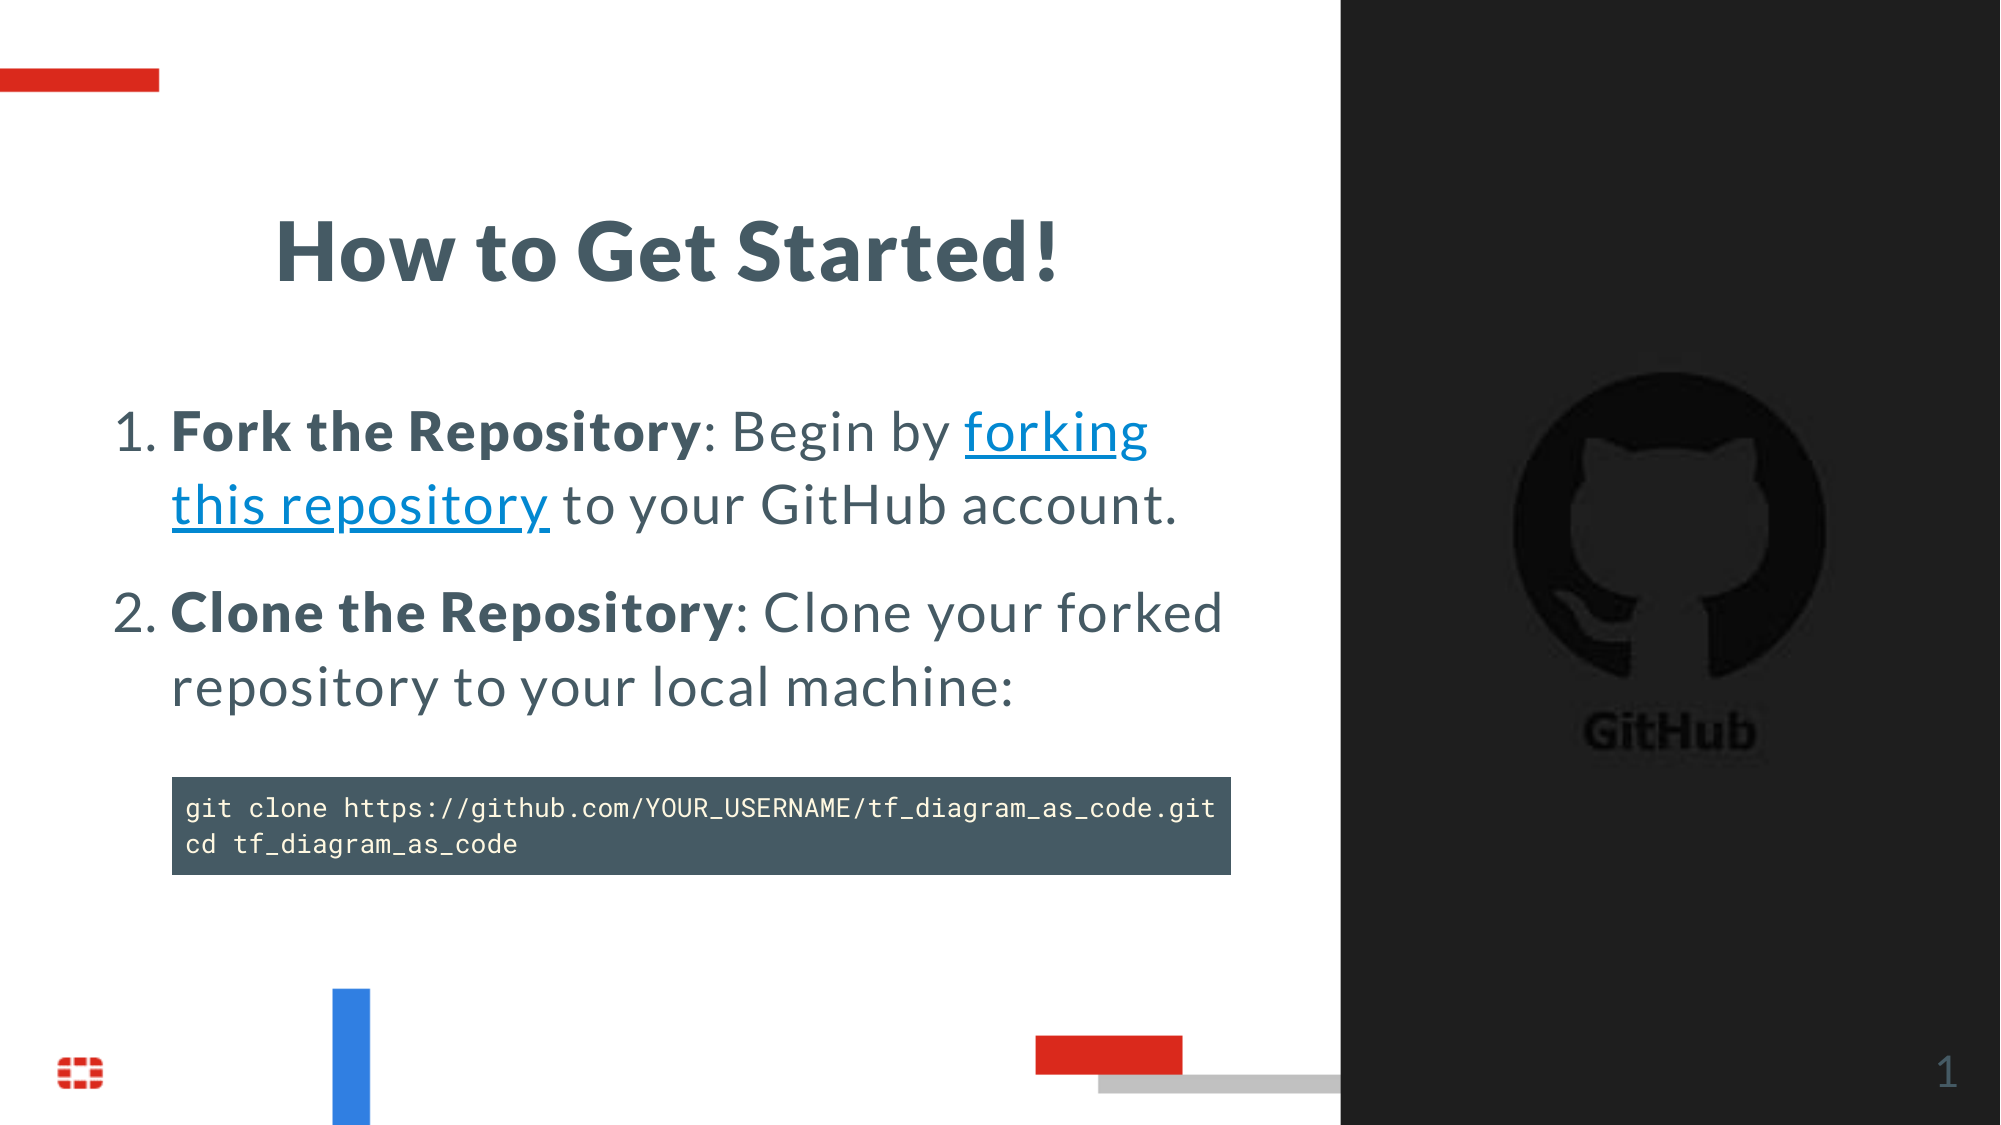 How to Get Started!
1. Fork the Repository: Begin by forking
this repository to your GitHub account.
2. Clone the Repository: Clone your forked
repository to your local machine:
git clone https://github.com/YOUR_USERNAME/tf_diagram_as_code.git
cd tf_diagram_as_code
GitHub
1